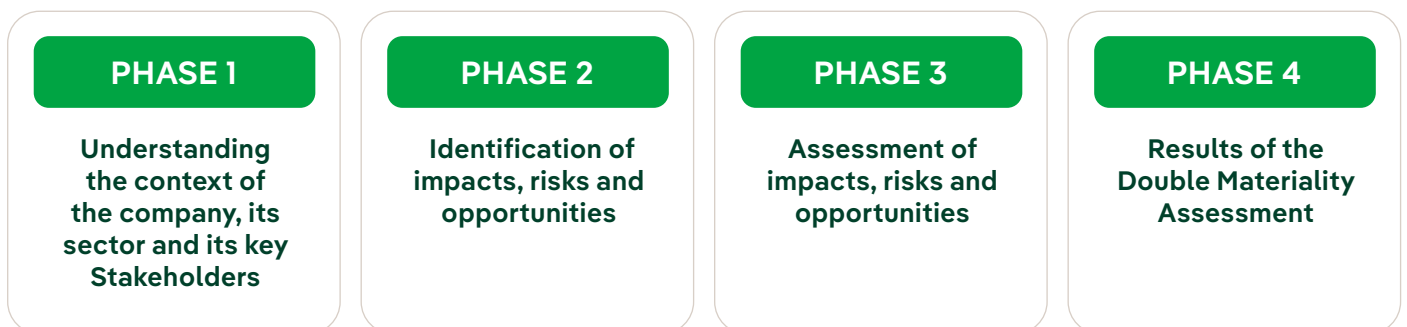 PHASE 1
Understanding
the context of
the company, its
sector and its key
Stakeholders
PHASE 2
Identification of
impacts, risks and
opportunities
PHASE 3
Assessment of
impacts, risks and
opportunities
PHASE 4
Results of the
Double Materiality
Assessment